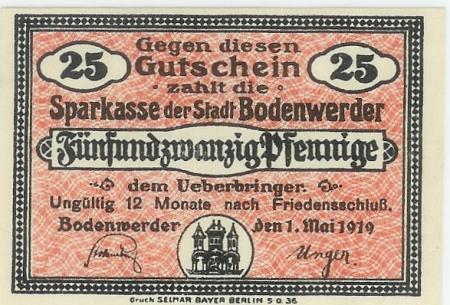 Gegen diesen
25 Gutschein 25
zahlt die
Sparkasse der Stadt Bodenwerder
Fünfundzwanzig Pfennige
dem Ueberbringer.
Ungültig 12 Monate nach Friedensschluß.
Bodenwerder den 1. Mai 1919
Unger.
Druck SELMAR BAYER BERLIN S.O. 36